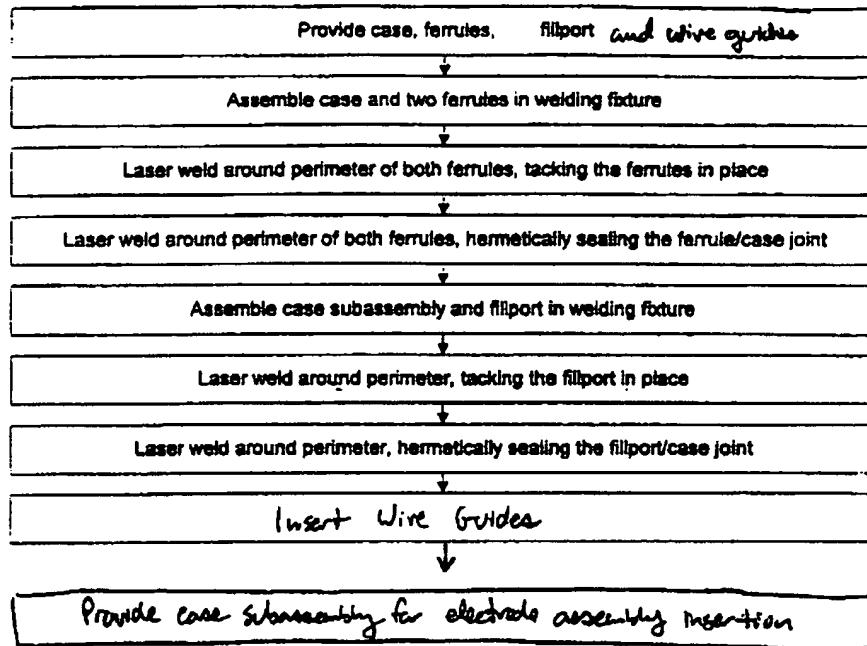 Provide case, ferrules, fillport and wire guides
Assemble case and two ferrules in welding fixture
Laser weld around perimeter of both ferrules, tacking the ferrules in place
Laser weld around perimeter of both ferrules, hermetically sealing the ferrule/case joint
Assemble case subassembly and fillport in welding fixture
Laser weld around perimeter, tacking the fillport in place
Laser weld around perimeter, hermetically sealing the fillport/case joint
Insert Wire Guides
Provide case subassembly for electrode assembly insertion